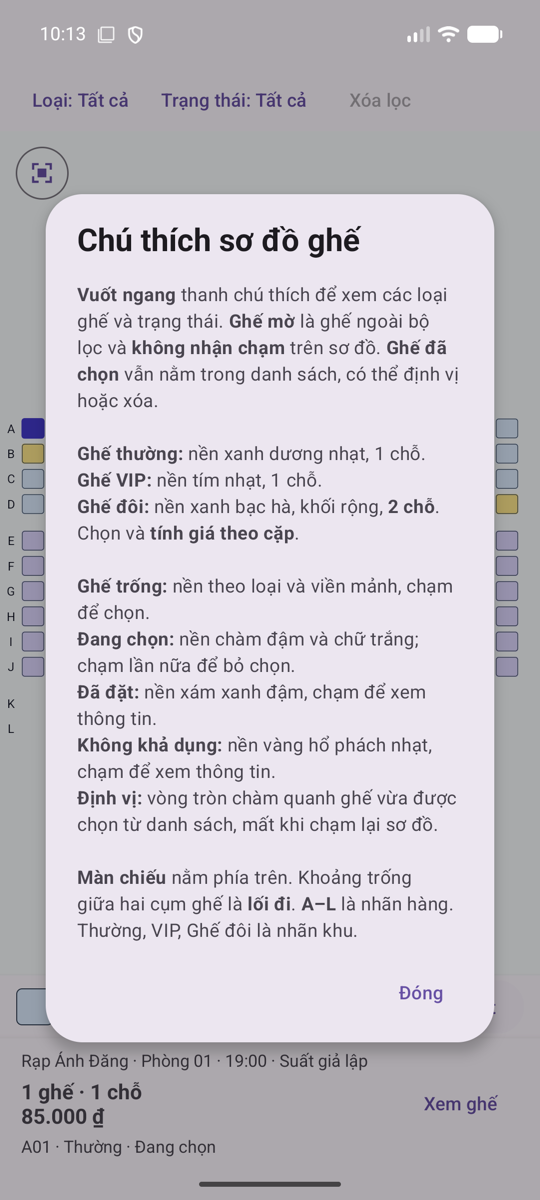 10:13
Loại: Tất cả Trạng thái: Tất cả Xóa lọc
Chú thích sơ đồ ghế
Vuốt ngang thanh chú thích để xem các loại
ghế và trạng thái. Ghế mờ là ghế ngoài bộ
lọc và không nhận chạm trên sơ đồ. Ghế đã
chọn vẫn nằm trong danh sách, có thể định vị
hoặc xóa.
Ghế thường: nền xanh dương nhạt, 1 chỗ.
Ghế VIP: nền tím nhạt, 1 chỗ.
Ghế đôi: nền xanh bạc hà, khối rộng, 2 chỗ.
Chọn và tính giá theo cặp.
Ghế trống: nền theo loại và viền mảnh, chạm
để chọn.
Đang chọn: nền chàm đậm và chữ trắng;
chạm lần nữa để bỏ chọn.
Đã đặt: nền xám xanh đậm, chạm để xem
thông tin.
Không khả dụng: nền vàng hổ phách nhạt,
chạm để xem thông tin.
Định vị: vòng tròn chàm quanh ghế vừa được
chọn từ danh sách, mất khi chạm lại sơ đồ.
Màn chiếu nằm phía trên. Khoảng trống
giữa hai cụm ghế là lối đi. A–L là nhãn hàng.
Thường, VIP, Ghế đôi là nhãn khu.
Đóng
A
B
C
D
E
F
G
H
I
J
K
L
Rạp Ánh Đăng · Phòng 01 · 19:00 · Suất giả lập
1 ghế · 1 chỗ
85.000 ₫
Xem ghế
A01 · Thường · Đang chọn